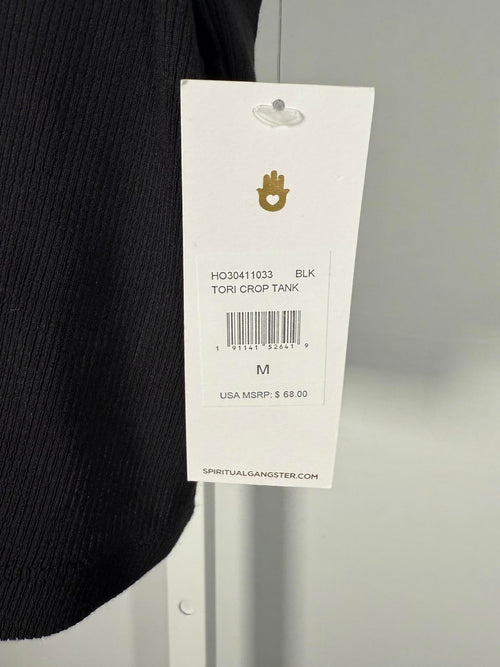 HO30411033 BLK
TORI CROP TANK
1 91141 52641 9
M
USA MSRP: $ 68.00
SPIRITUALGANGSTER.COM